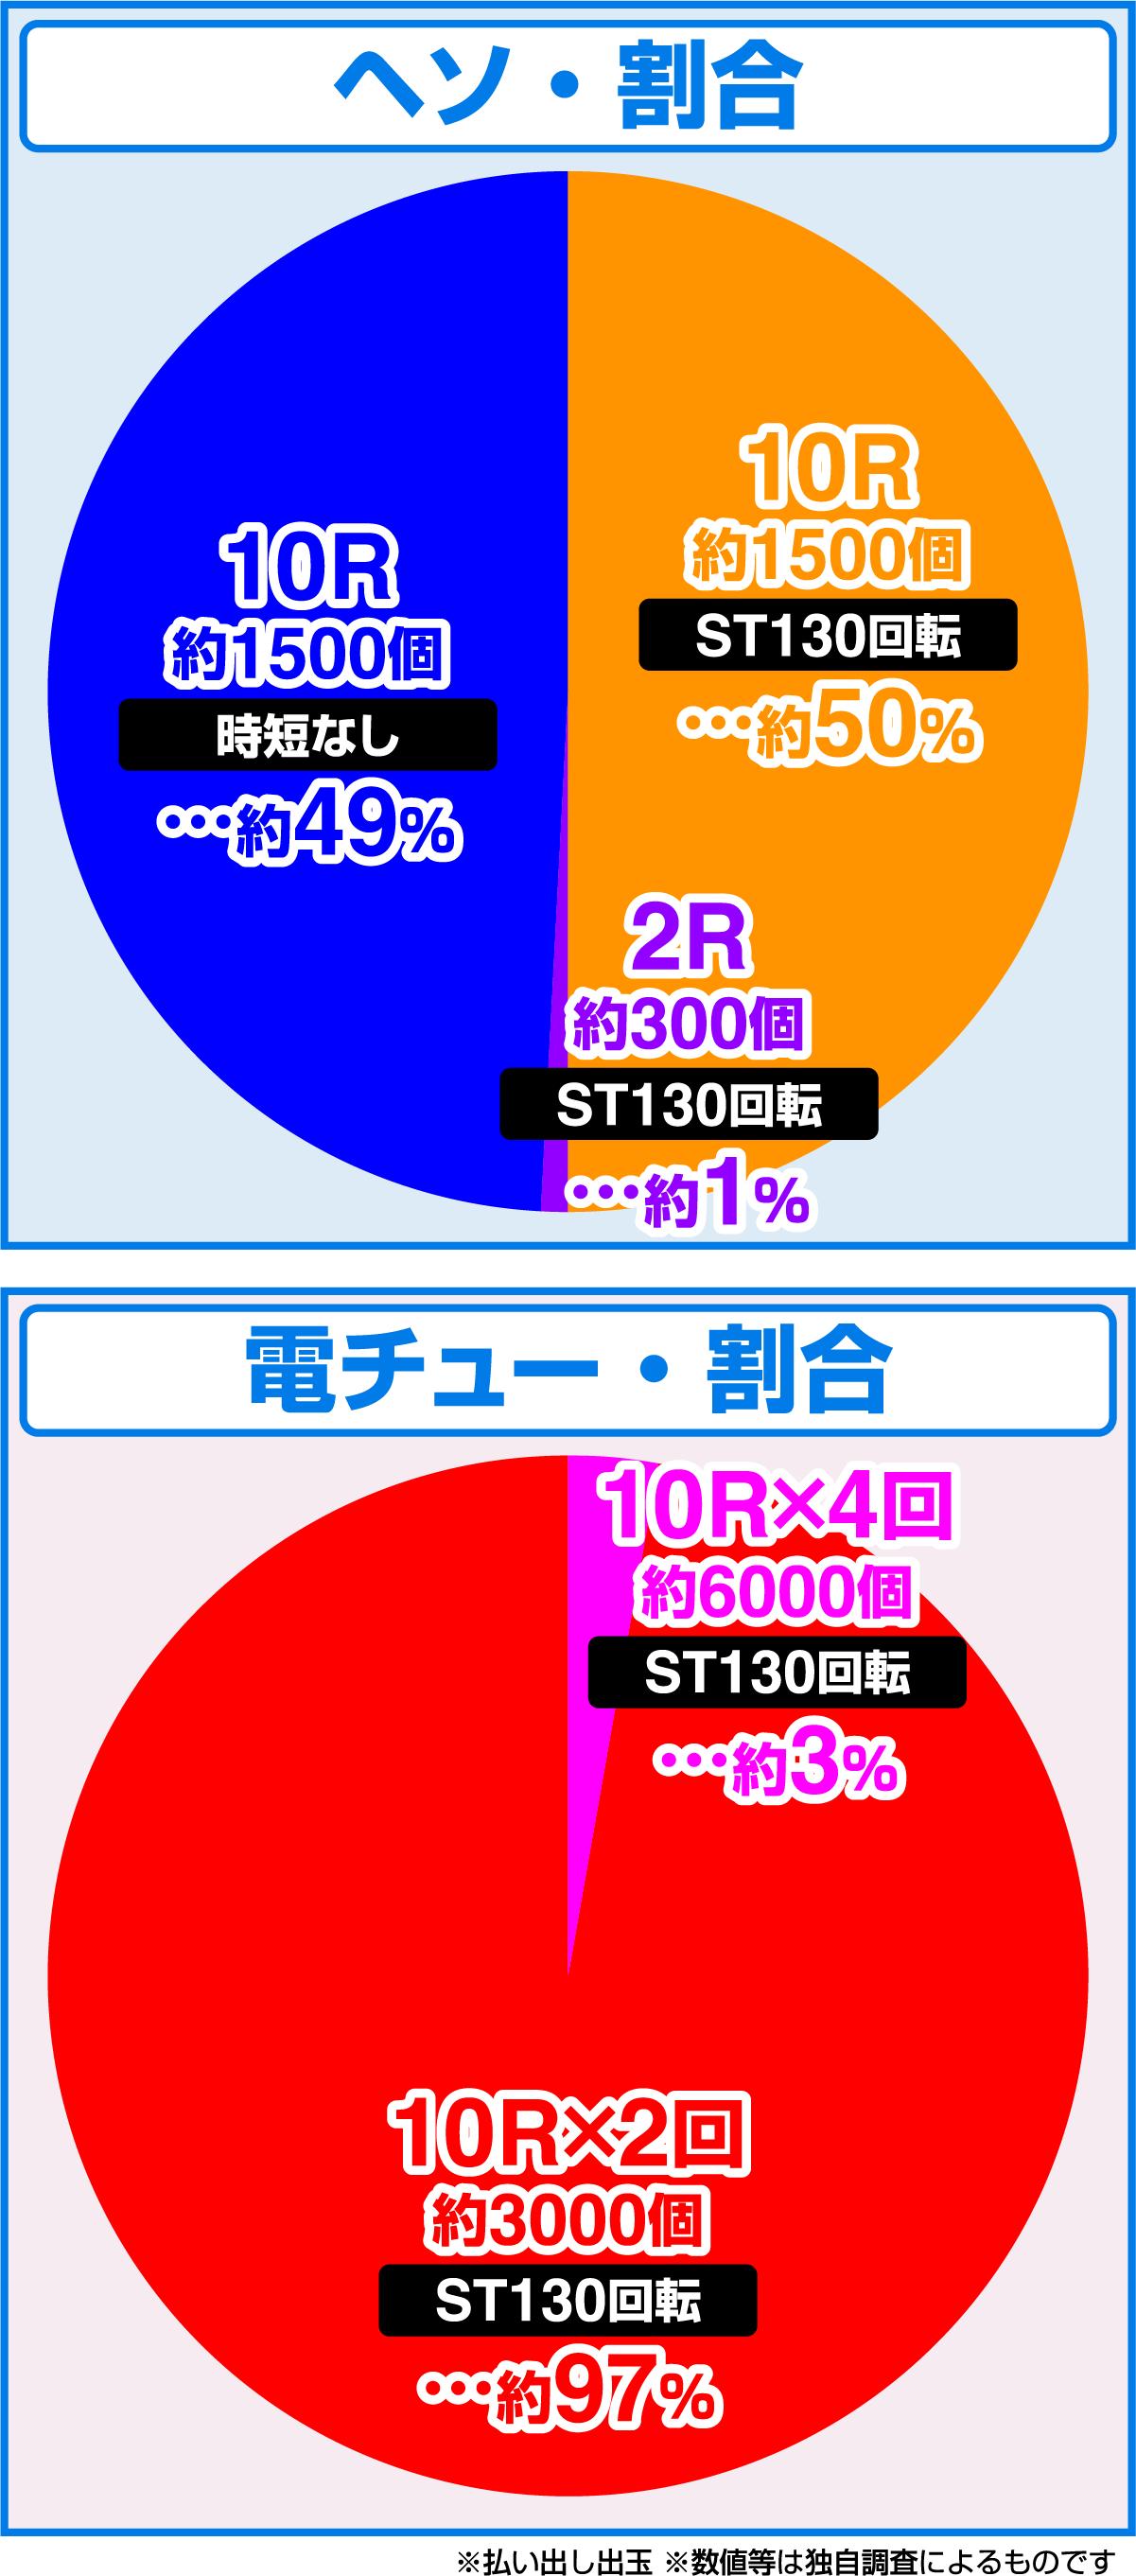 ヘソ・割合
10R
約1500個
ST130回転
…約50%
10R
約1500個
時短なし
…約49%
2R
約300個
ST130回転
…約1%
電チュー・割合
10R×4回
約6000個
ST130回転
…約3%
10R×2回
約3000個
ST130回転
…約97%
※払い出し出玉 ※数値等は独自調査によるものです